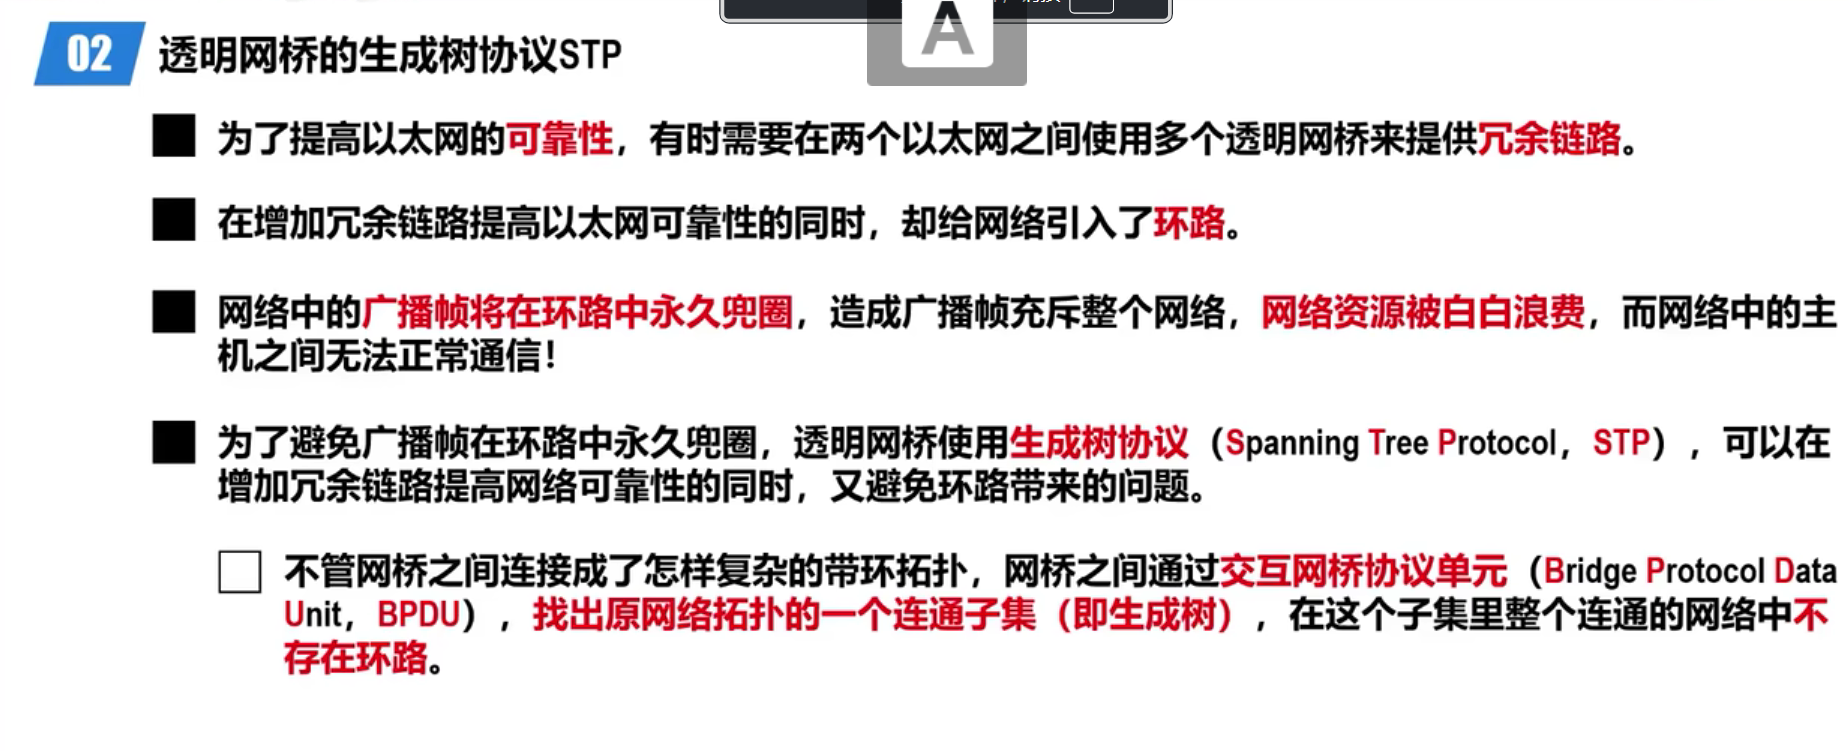 A
02 透明网桥的生成树协议STP
为了提高以太网的可靠性，有时需要在两个以太网之间使用多个透明网桥来提供冗余链路。
在增加冗余链路提高以太网可靠性的同时，却给网络引入了环路。
网络中的广播帧将在环路中永久兜圈，造成广播帧充斥整个网络，网络资源被白白浪费，而网络中的主
机之间无法正常通信！
为了避免广播帧在环路中永久兜圈，透明网桥使用生成树协议（Spanning Tree Protocol，STP），可以在
增加冗余链路提高网络可靠性的同时，又避免环路带来的问题。
不管网桥之间连接成了怎样复杂的带环拓扑，网桥之间通过交互网桥协议单元（Bridge Protocol Data
Unit，BPDU），找出原网络拓扑的一个连通子集（即生成树），在这个子集里整个连通的网络中不
存在环路。